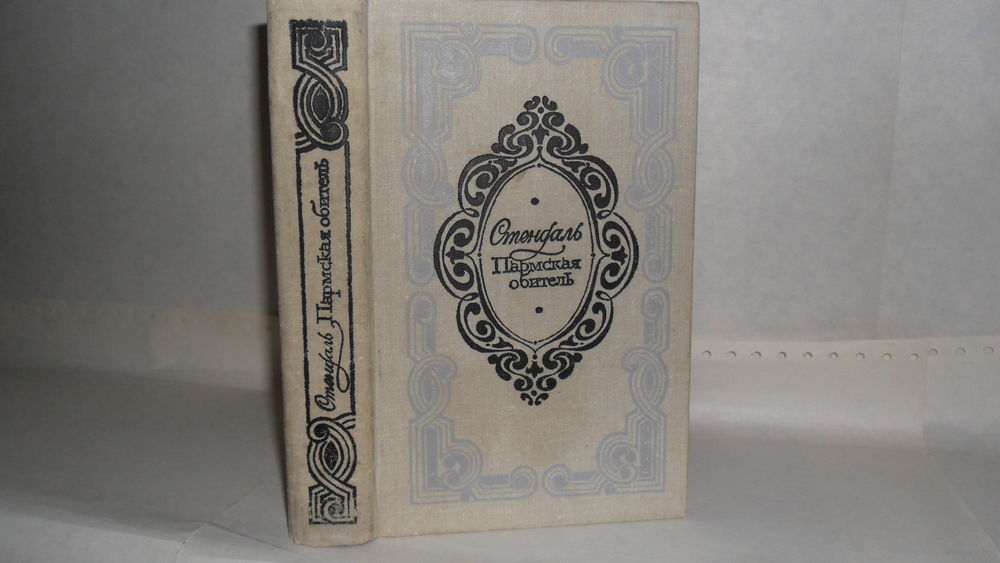 Стендаль Пармская обитель
Стендаль
Пармская
обитель